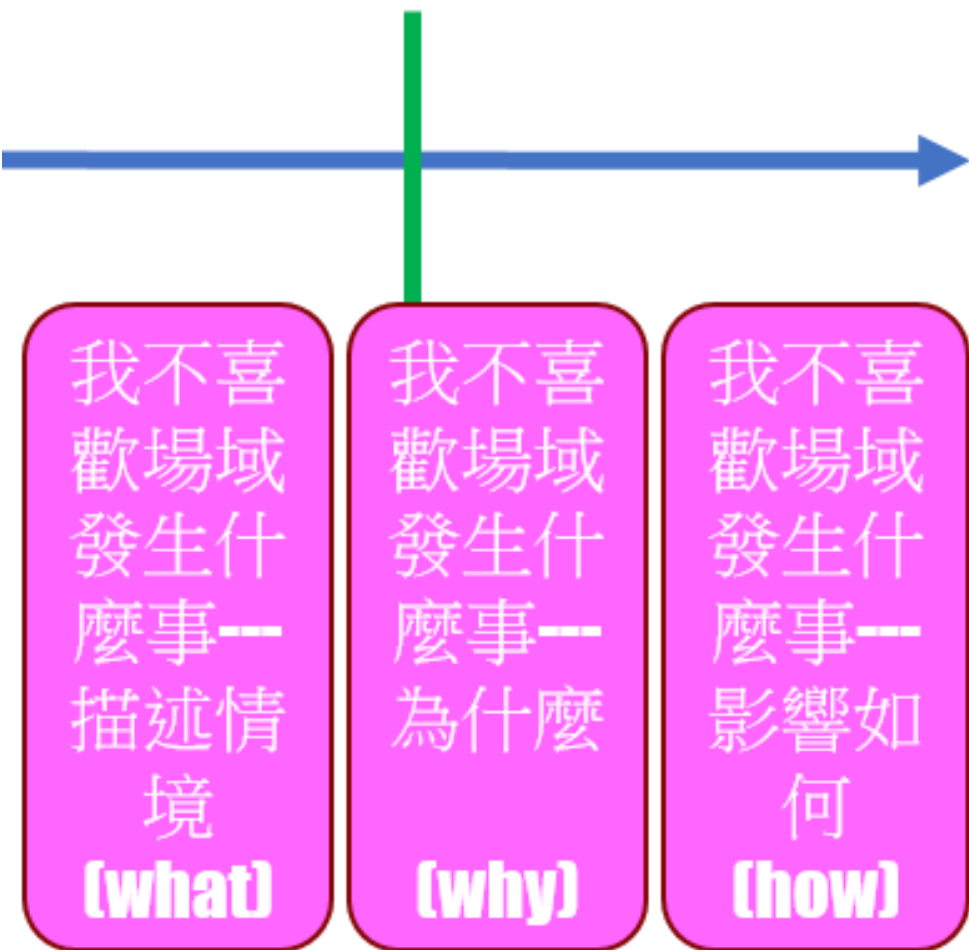 我不喜
歡場域
發生什
麼事---
描述情
境
(what)
我不喜
歡場域
發生什
麼事---
為什麼
(why)
我不喜
歡場域
發生什
麼事---
影響如
何
(how)